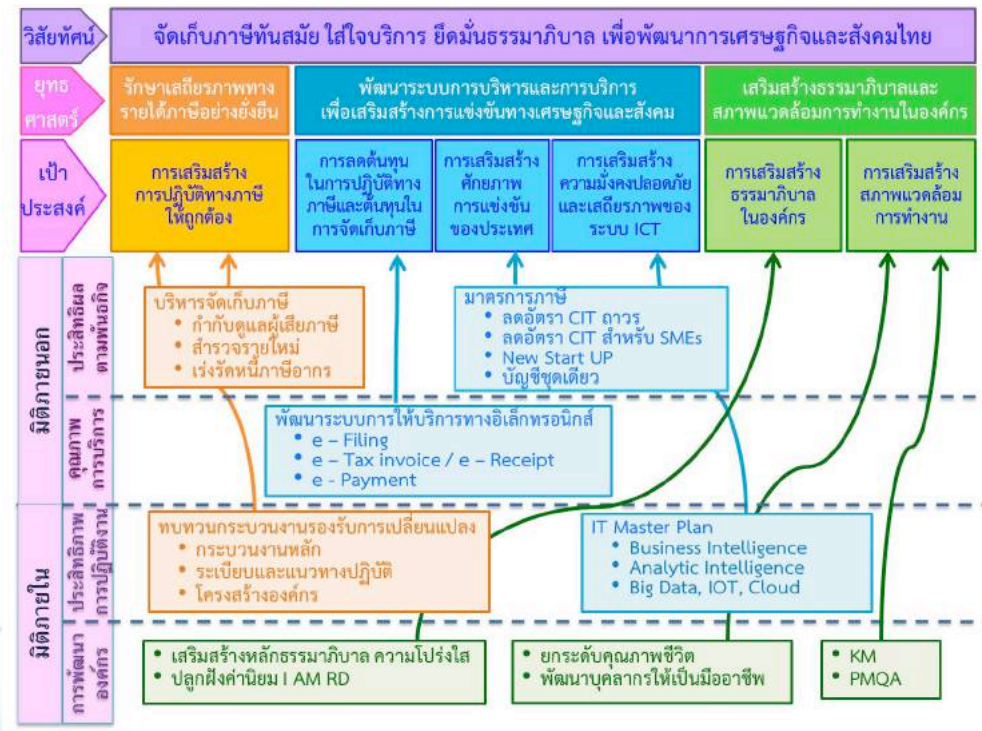 วิสัยทัศน์
จัดเก็บภาษีทันสมัย ใส่ใจบริการ ยึดมั่นธรรมาภิบาล เพื่อพัฒนาการเศรษฐกิจและสังคมไทย
ยุทธ
ศาสตร์
รักษาเสถียรภาพทาง
รายได้ภาษีอย่างยั่งยืน
พัฒนาระบบการบริหารและการบริการ
เพื่อเสริมสร้างการแข่งขันทางเศรษฐกิจและสังคม
เสริมสร้างธรรมาภิบาลและ
สภาพแวดล้อมการทำงานในองค์กร
เป้า
ประสงค์
การเสริมสร้าง
การปฏิบัติทางภาษี
ให้ถูกต้อง
การลดต้นทุน
ในการปฏิบัติทาง
ภาษีและต้นทุนใน
การจัดเก็บภาษี
การเสริมสร้าง
ศักยภาพ
การแข่งขัน
ของประเทศ
การเสริมสร้าง
ความมั่งคงปลอดภัย
และเสถียรภาพของ
ระบบ ICT
การเสริมสร้าง
ธรรมาภิบาล
ในองค์กร
การเสริมสร้าง
สภาพแวดล้อม
การทำงาน
มิติภายนอก
ประสิทธิผล
ตามพันธกิจ
บริหารจัดเก็บภาษี
• กำกับดูแลผู้เสียภาษี
• สำรวจรายใหม่
• เร่งรัดหนี้ภาษีอากร
มาตรการภาษี
• ลดอัตรา CIT ถาวร
• ลดอัตรา CIT สำหรับ SMEs
• New Start UP
• บัญชีชุดเดียว
คุณภาพ
การบริการ
พัฒนาระบบการให้บริการทางอิเล็กทรอนิกส์
• e – Filing
• e – Tax invoice / e – Receipt
• e - Payment
มิติภายใน
ประสิทธิภาพ
การปฏิบัติงาน
ทบทวนกระบวนงานรองรับการเปลี่ยนแปลง
• กระบวนงานหลัก
• ระเบียบและแนวทางปฏิบัติ
• โครงสร้างองค์กร
IT Master Plan
• Business Intelligence
• Analytic Intelligence
• Big Data, IOT, Cloud
การพัฒนา
องค์กร
• เสริมสร้างหลักธรรมาภิบาล ความโปร่งใส
• ปลูกฝังค่านิยม I AM RD
• ยกระดับคุณภาพชีวิต
• พัฒนาบุคลากรให้เป็นมืออาชีพ
• KM
• PMQA